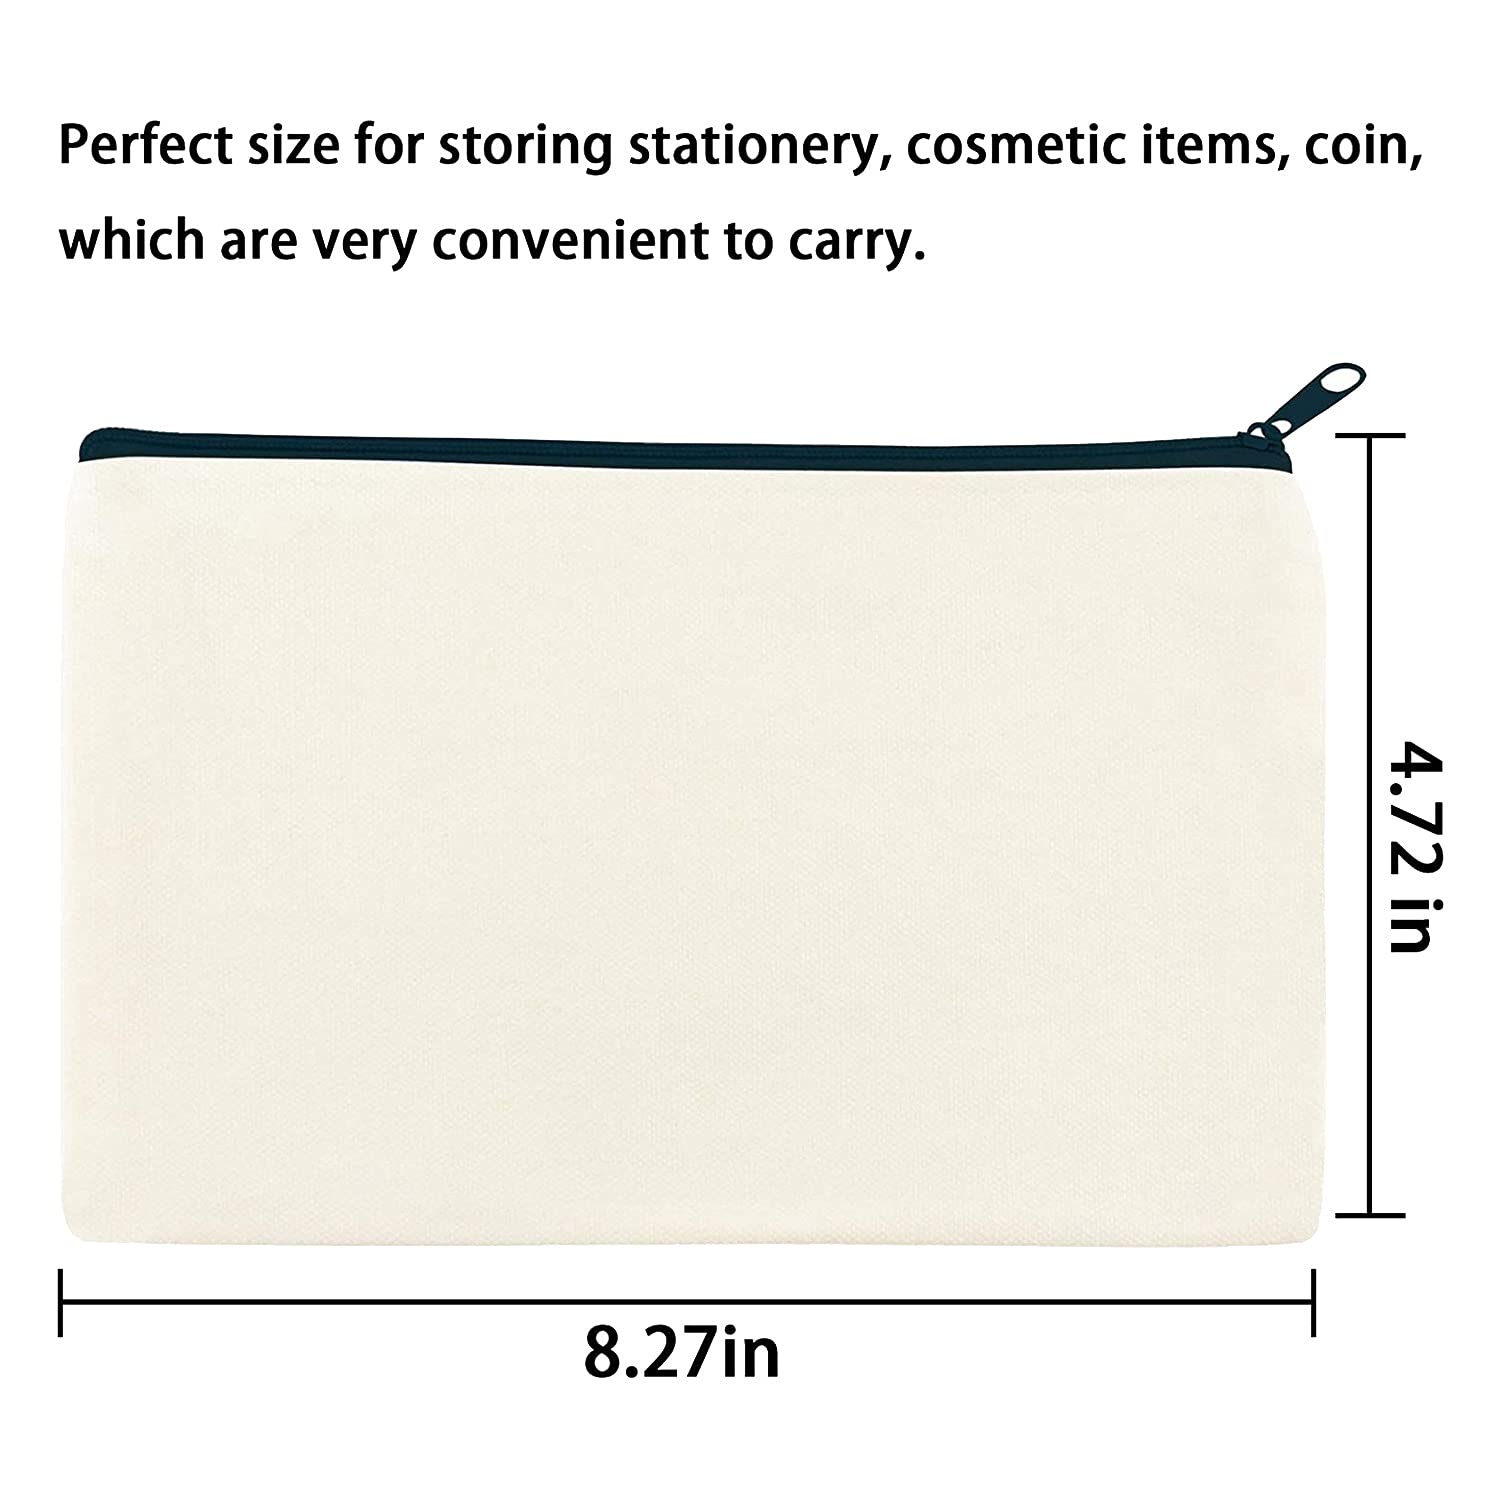 Perfect size for storing stationery, cosmetic items, coin,
which are very convenient to carry.
4.72 in
8.27in